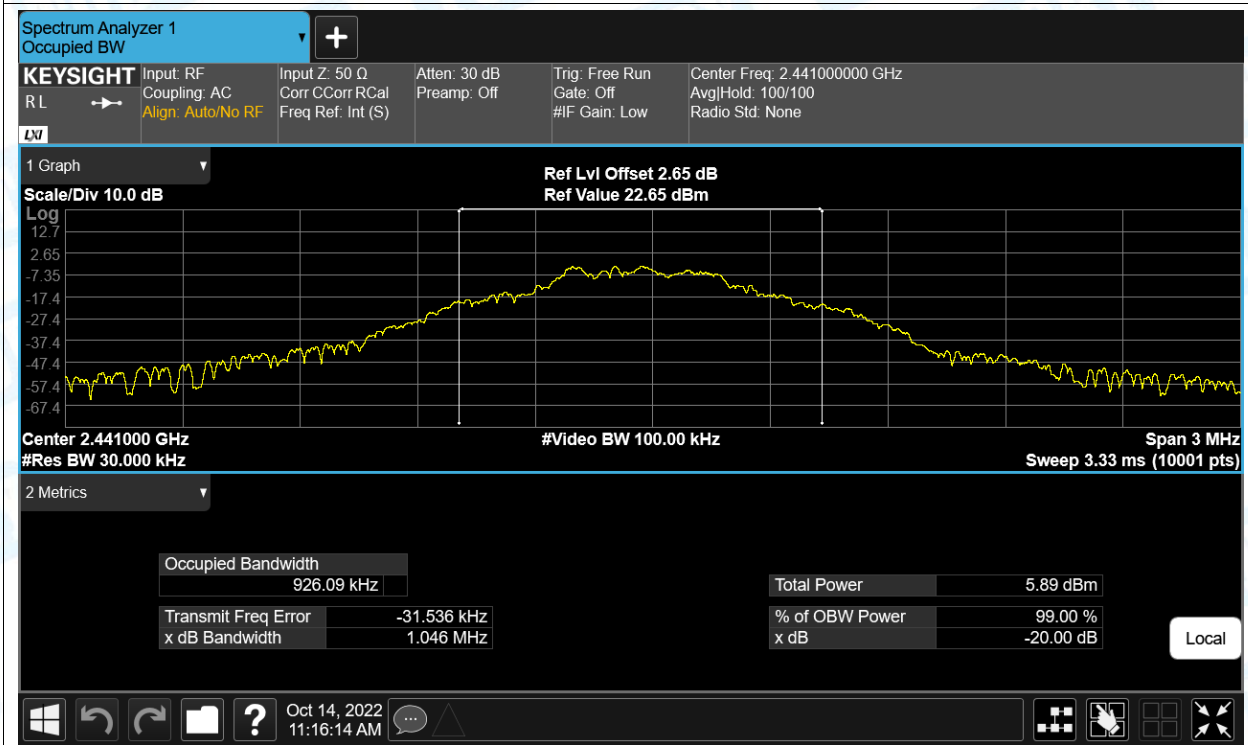 Spectrum Analyzer 1
Occupied BW
KEYSIGHT
R L
LXI
Input: RF
Coupling: AC
Align: Auto/No RF
Input Z: 50 Ω
Corr CCorr RCal
Freq Ref: Int (S)
Atten: 30 dB
Preamp: Off
Trig: Free Run
Gate: Off
#IF Gain: Low
Center Freq: 2.441000000 GHz
Avg|Hold: 100/100
Radio Std: None
1 Graph
Scale/Div 10.0 dB
Ref Lvl Offset 2.65 dB
Ref Value 22.65 dBm
Log
12.7
2.65
-7.35
-17.4
-27.4
-37.4
-47.4
-57.4
-67.4
Center 2.441000 GHz
#Video BW 100.00 kHz
Span 3 MHz
#Res BW 30.000 kHz
Sweep 3.33 ms (10001 pts)
2 Metrics
Occupied Bandwidth
926.09 kHz
Total Power 5.89 dBm
Transmit Freq Error -31.536 kHz
% of OBW Power 99.00 %
x dB Bandwidth 1.046 MHz
x dB -20.00 dB
Local
?
Oct 14, 2022
11:16:14 AM